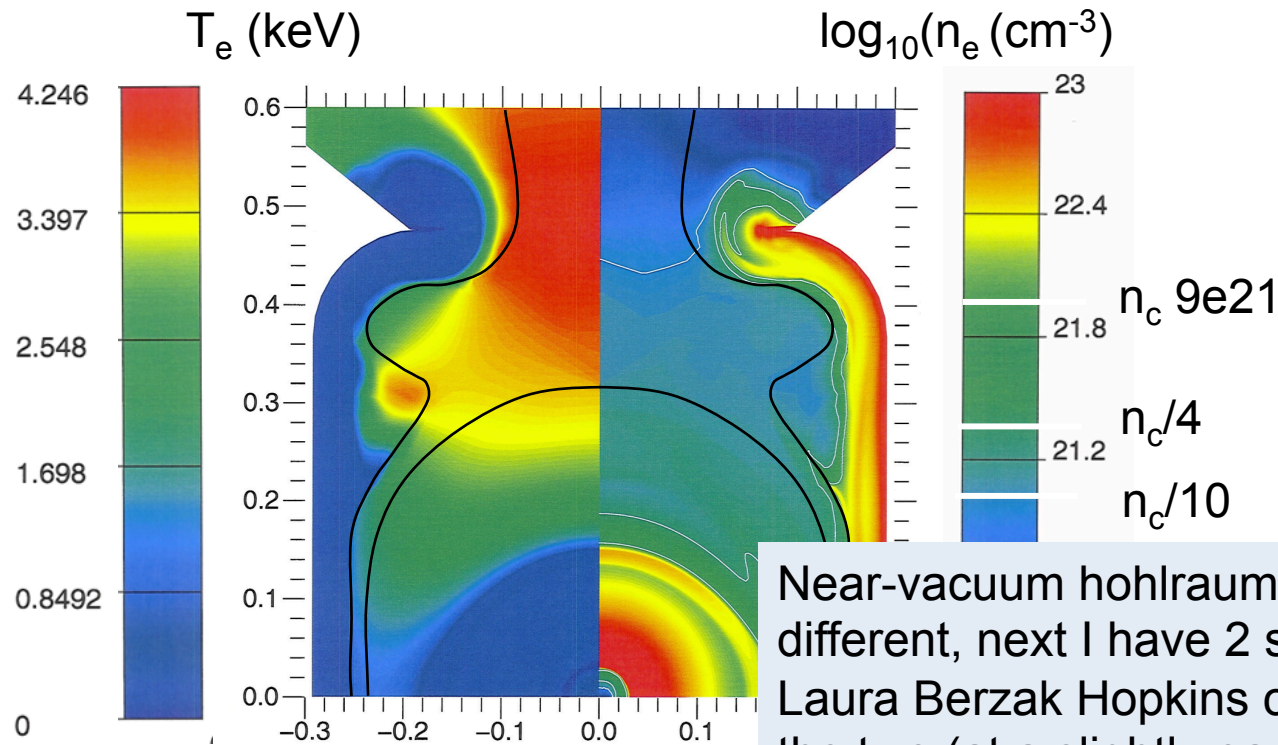 T_e (keV)
log₁₀(n_e (cm⁻³)
4.246
3.397
2.548
1.698
0.8492
0
0.6
0.5
0.4
0.3
0.2
0.1
0.0
−0.3
−0.2
−0.1
0.0
0.1
23
22.4
21.8
21.2
n_c 9e21
n_c/4
n_c/10
Near-vacuum hohlraum
different, next I have 2
Laura Berzak Hopkins